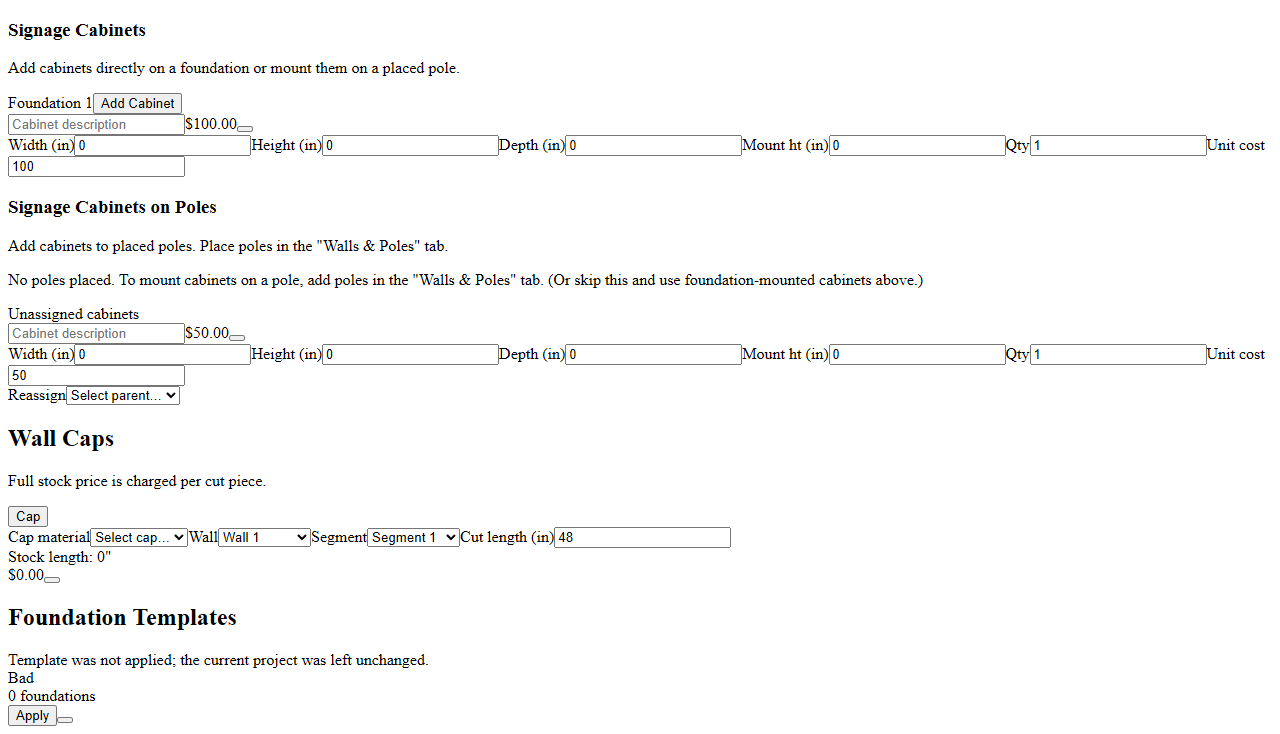 Signage Cabinets
Add cabinets directly on a foundation or mount them on a placed pole.
Foundation 1 Add Cabinet
Cabinet description $100.00
Width (in) 0 Height (in) 0 Depth (in) 0 Mount ht (in) 0 Qty 1 Unit cost
100
Signage Cabinets on Poles
Add cabinets to placed poles. Place poles in the "Walls & Poles" tab.
No poles placed. To mount cabinets on a pole, add poles in the "Walls & Poles" tab. (Or skip this and use foundation-mounted cabinets above.)
Unassigned cabinets
Cabinet description $50.00
Width (in) 0 Height (in) 0 Depth (in) 0 Mount ht (in) 0 Qty 1 Unit cost
50
Reassign Select parent...
Wall Caps
Full stock price is charged per cut piece.
Cap
Cap material Select cap... Wall Wall 1 Segment Segment 1 Cut length (in) 48
Stock length: 0"
$0.00
Foundation Templates
Template was not applied; the current project was left unchanged.
Bad
0 foundations
Apply